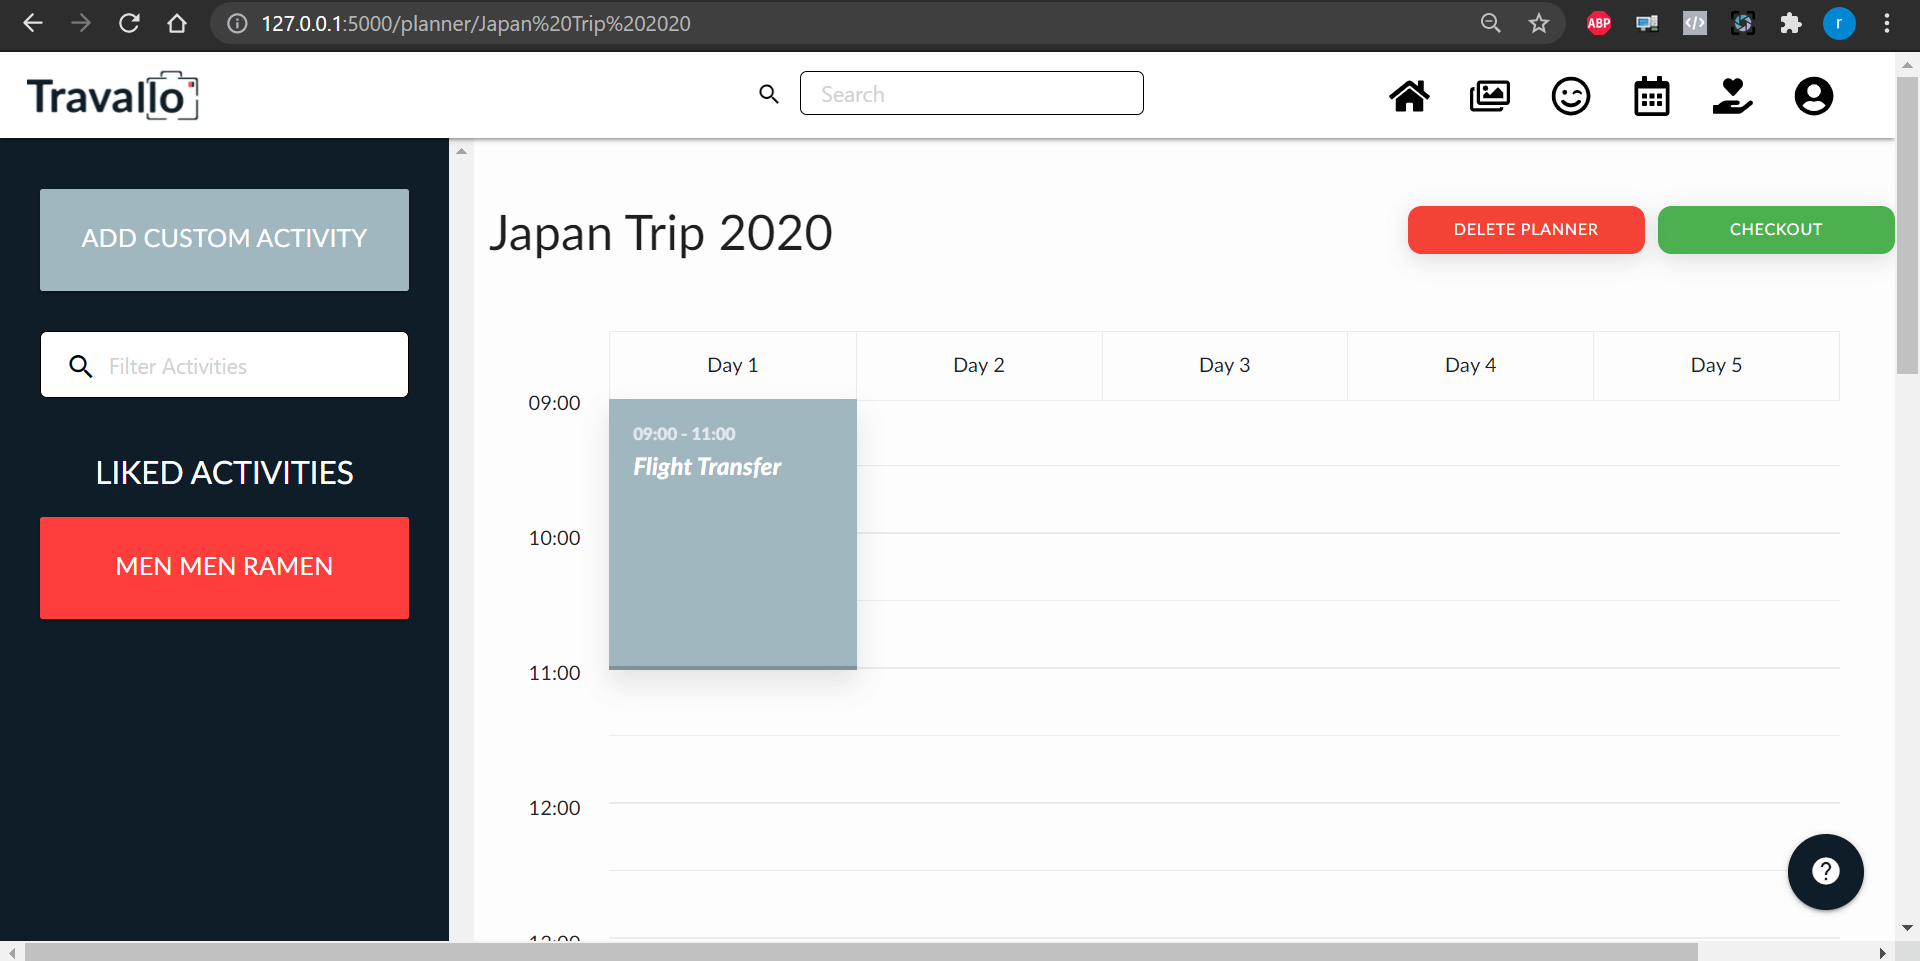 127.0.0.1:5000/planner/Japan%20Trip%202020
ABP
r
Travallo
Search
ADD CUSTOM ACTIVITY
Filter Activities
LIKED ACTIVITIES
MEN MEN RAMEN
Japan Trip 2020
DELETE PLANNER
CHECKOUT
Day 1
Day 2
Day 3
Day 4
Day 5
09:00
09:00 - 11:00
Flight Transfer
10:00
11:00
12:00
?